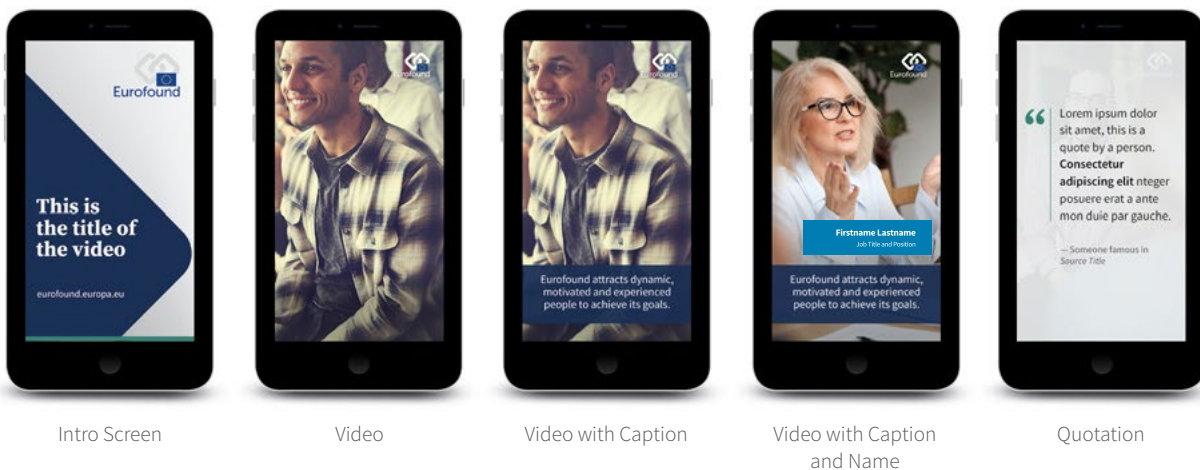 Eurofound
This is
the title of
the video
eurofound.europa.eu
Intro Screen
Eurofound
Video
Eurofound
Eurofound attracts dynamic,
motivated and experienced
people to achieve its goals.
Video with Caption
Eurofound
Firstname Lastname
Job Title and Position
Eurofound attracts dynamic,
motivated and experienced
people to achieve its goals.
Video with Caption
and Name
“
Lorem ipsum dolor
sit amet, this is a
quote by a person.
Consectetur
adipiscing elit nteger
posuere erat a ante
mon duie par gauche.
— Someone famous in
Source Title
Quotation